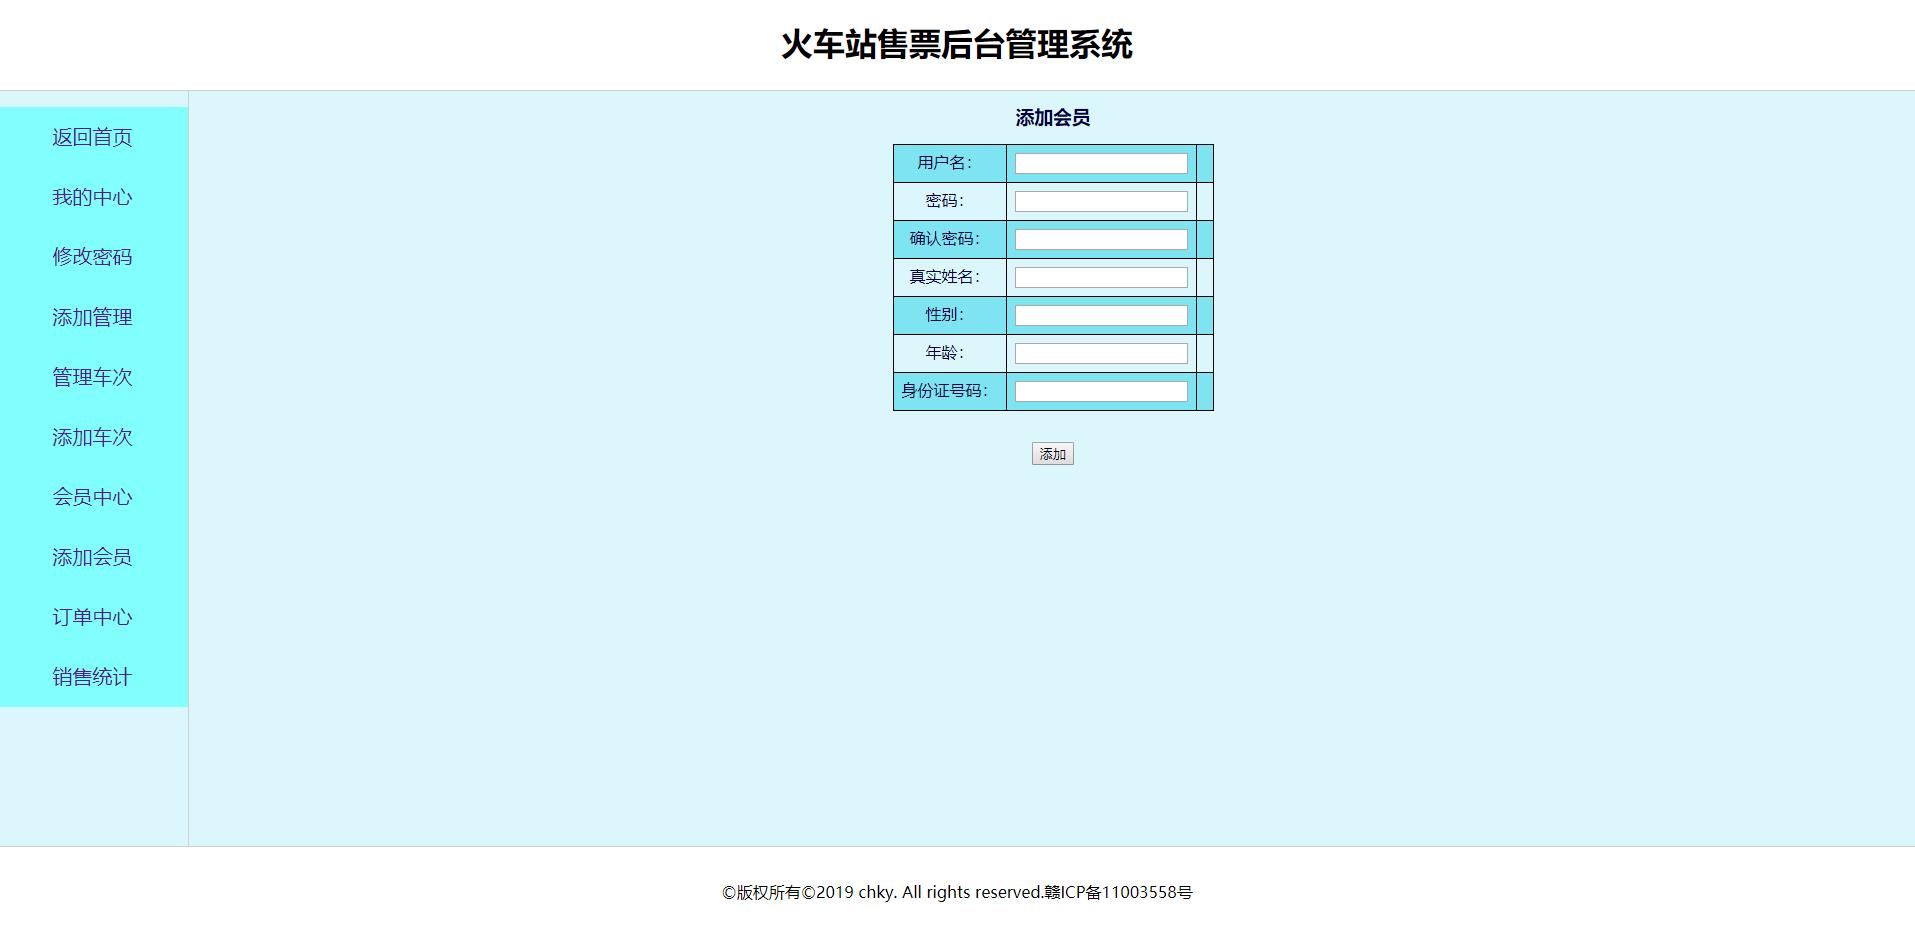 火车站售票后台管理系统
返回首页
我的中心
修改密码
添加管理
管理车次
添加车次
会员中心
添加会员
订单中心
销售统计
添加会员
用户名：
密码：
确认密码：
真实姓名：
性别：
年龄：
身份证号码：
添加
©版权所有©2019 chky. All rights reserved.赣ICP备11003558号